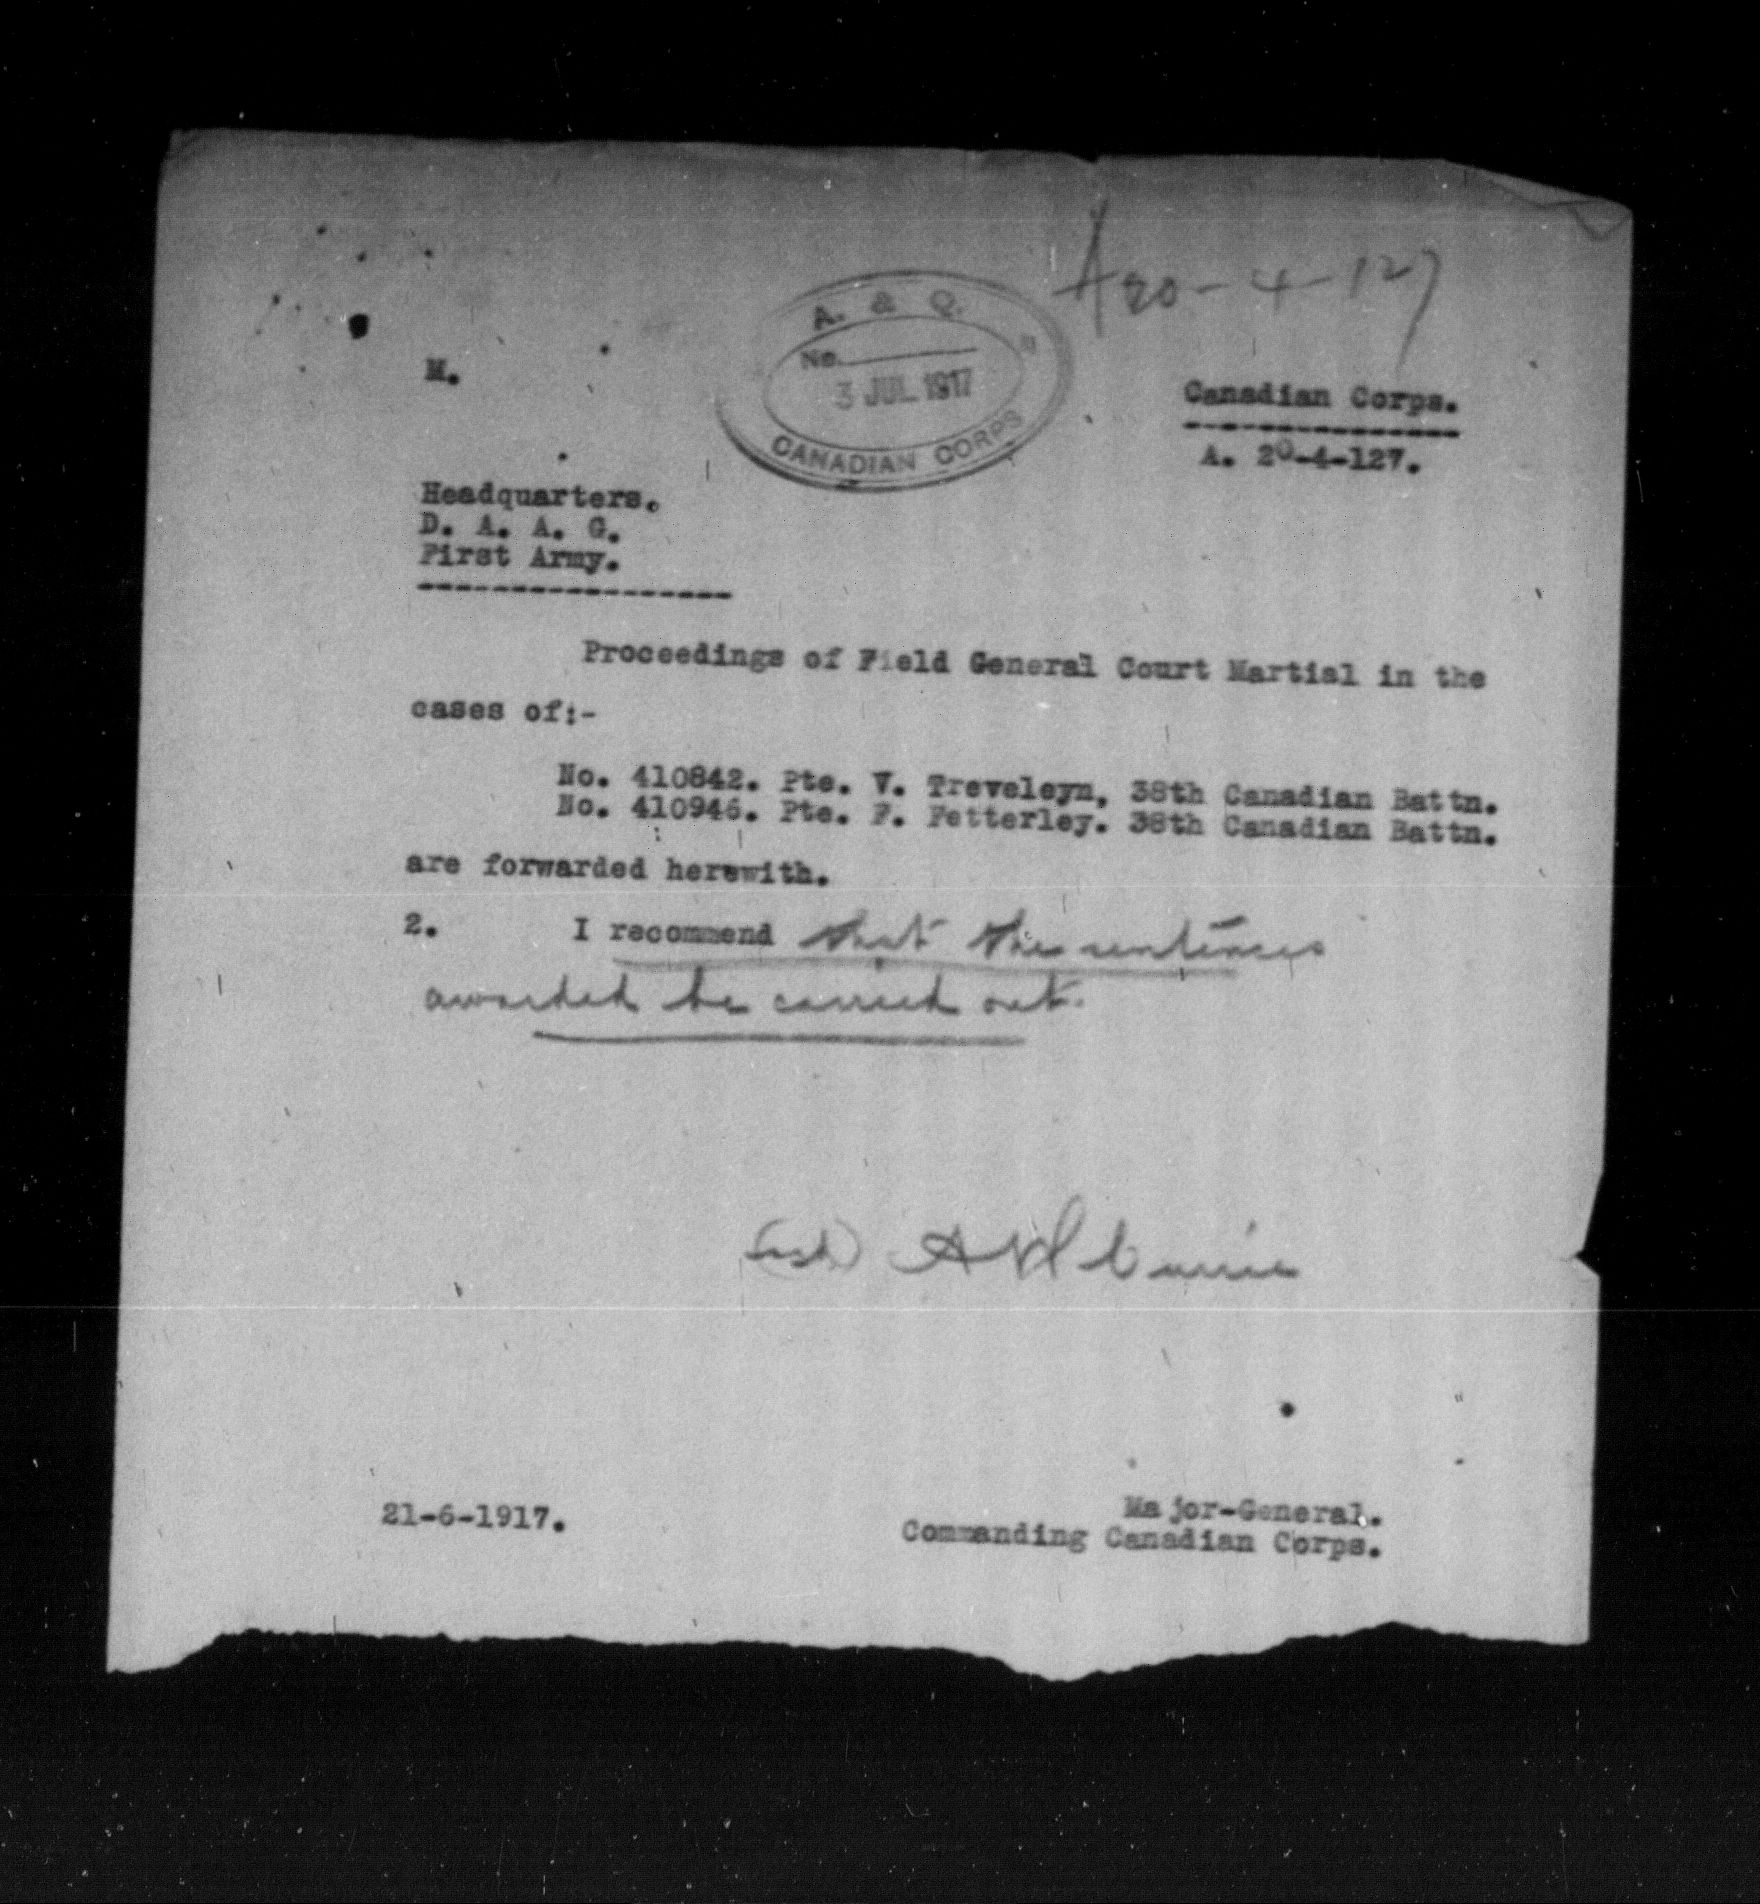 A20-4-127
A. & Q.
No.
3 JUL 1917
CANADIAN CORPS
M.
Canadian Corps.
A. 20-4-127.
Headquarters.
D. A. A. G.
First Army.
Proceedings of Field General Court Martial in the
cases of:-
No. 410842. Pte. V. Treveleyn, 38th Canadian Battn.
No. 410946. Pte. F. Fetterley. 38th Canadian Battn.
are forwarded herewith.
2. I recommend that the sentences
awarded be carried out.
(sgd) A W Currie
21-6-1917.
Major-General.
Commanding Canadian Corps.